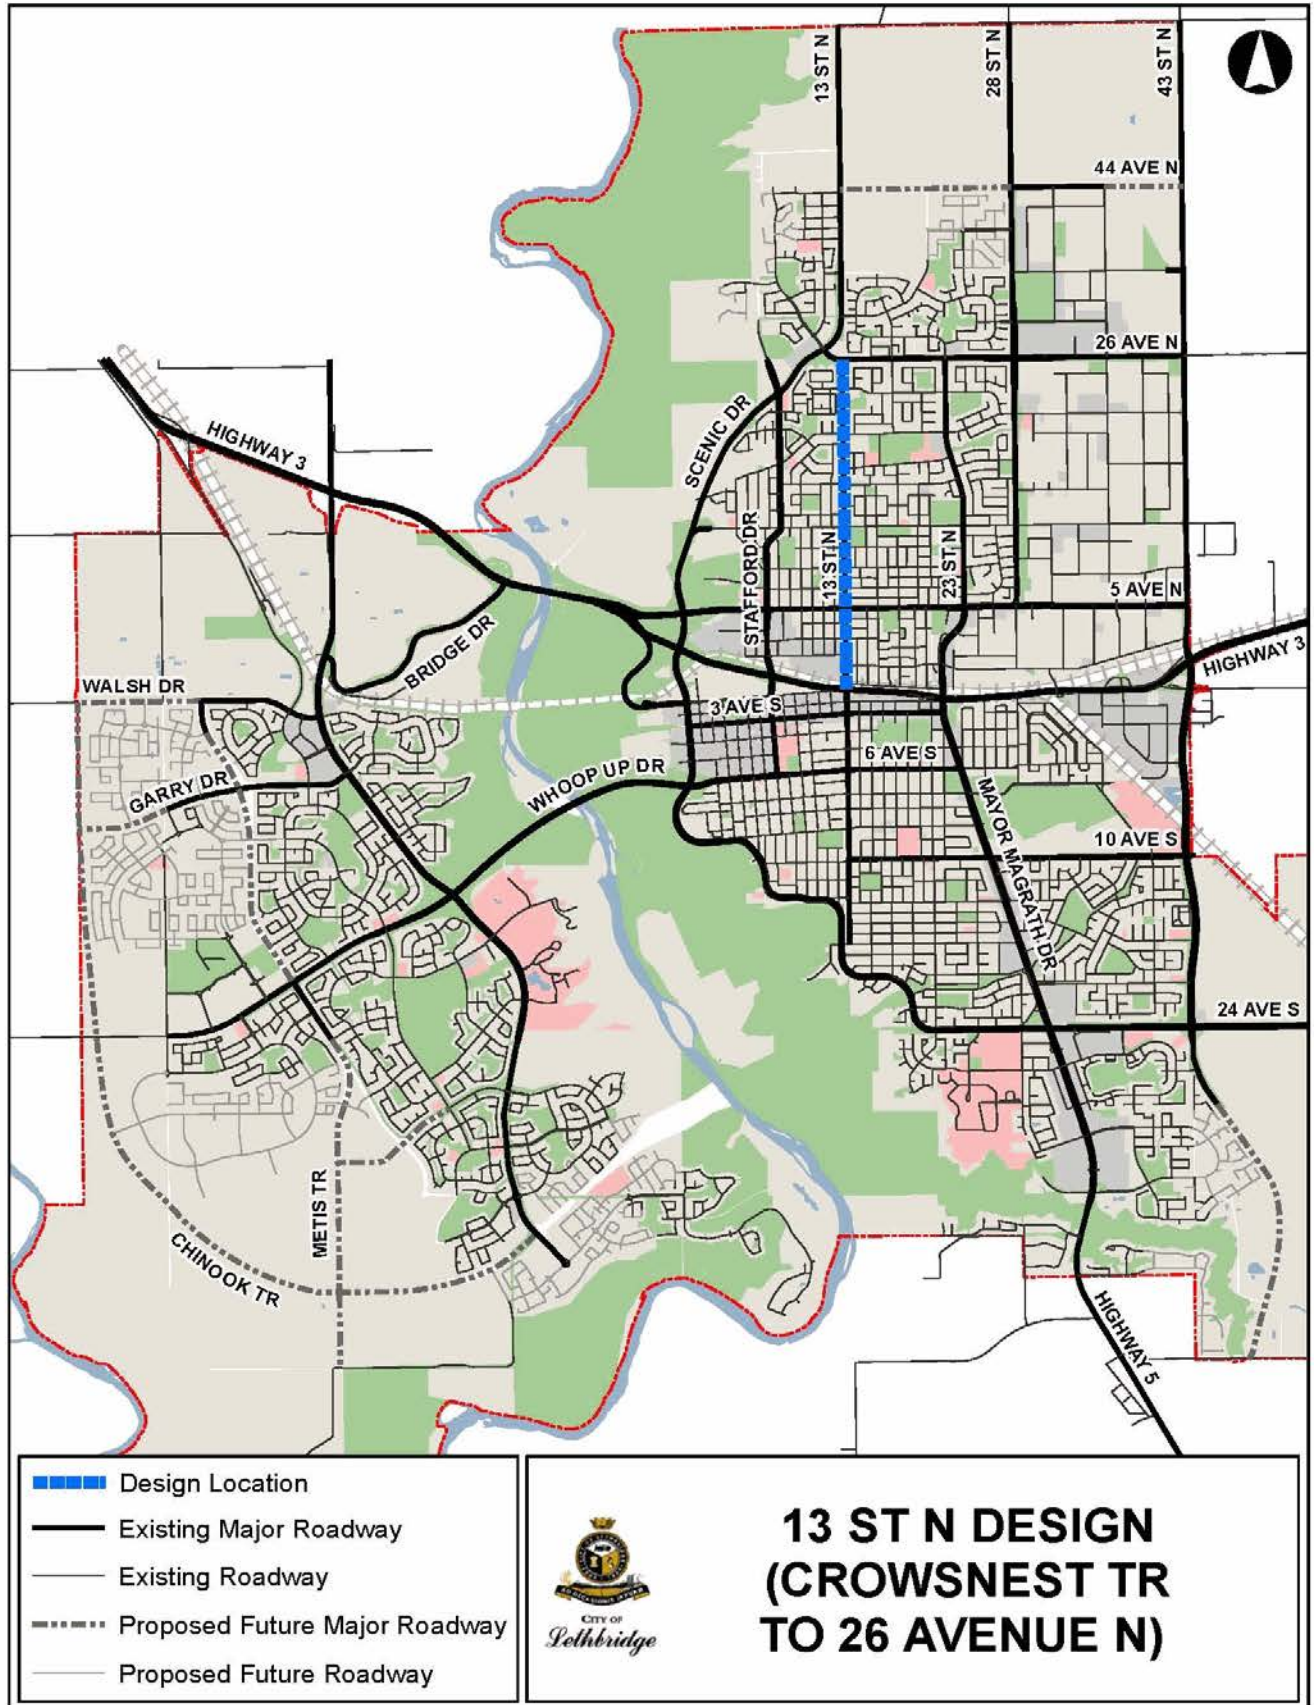 13 ST N
28 ST N
43 ST N
44 AVE N
26 AVE N
SCENIC DR
HIGHWAY 3
STAFFORD DR
13 ST N
23 ST N
5 AVE N
BRIDGE DR
HIGHWAY 3
WALSH DR
3 AVE S
6 AVE S
WHOOP UP DR
GARRY DR
MAYOR MAGRATH DR
10 AVE S
24 AVE S
METIS TR
CHINOOK TR
HIGHWAY 5
Design Location
Existing Major Roadway
Existing Roadway
Proposed Future Major Roadway
Proposed Future Roadway
CITY OF
Lethbridge
13 ST N DESIGN
(CROWSNEST TR
TO 26 AVENUE N)